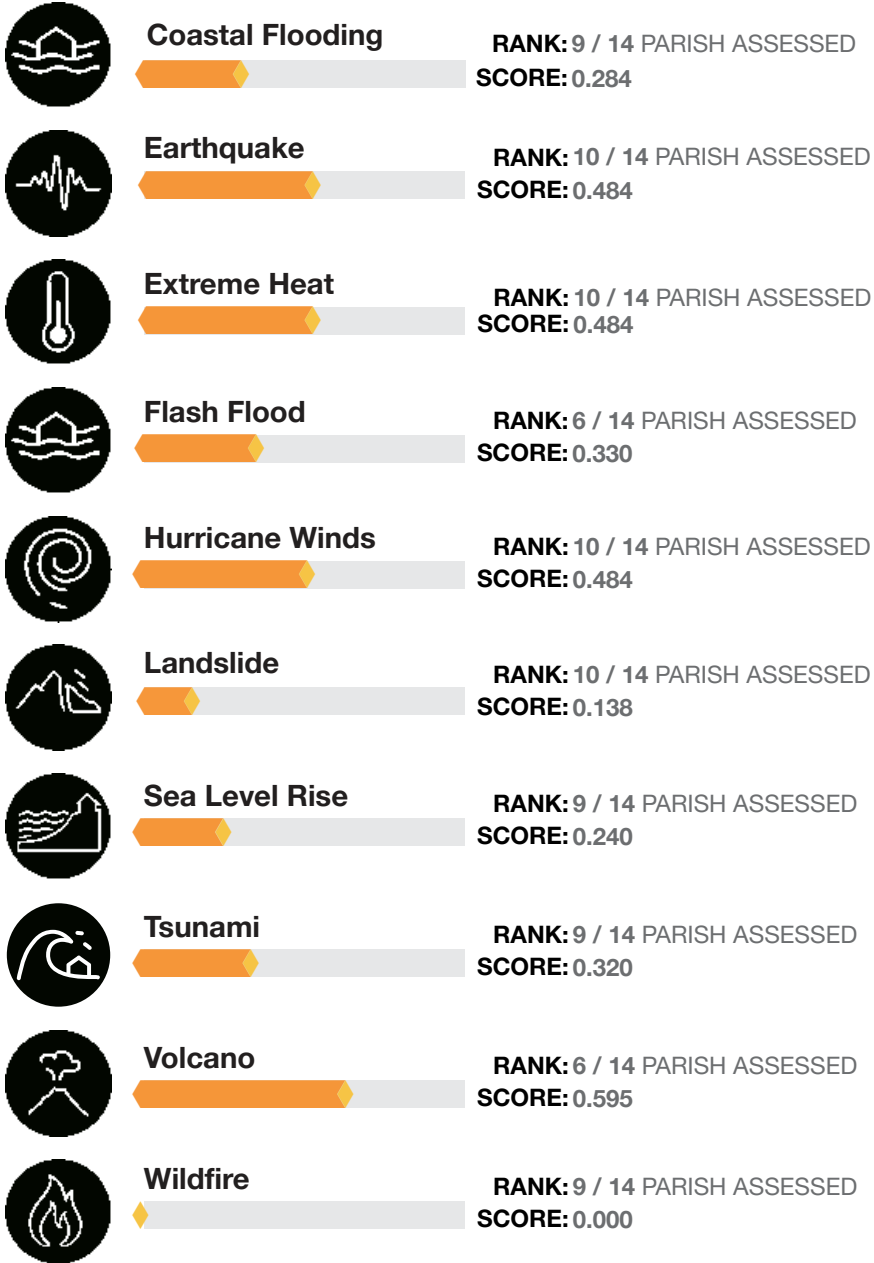 Coastal Flooding
RANK: 9 / 14 PARISH ASSESSED
SCORE: 0.284
Earthquake
RANK: 10 / 14 PARISH ASSESSED
SCORE: 0.484
Extreme Heat
RANK: 10 / 14 PARISH ASSESSED
SCORE: 0.484
Flash Flood
RANK: 6 / 14 PARISH ASSESSED
SCORE: 0.330
Hurricane Winds
RANK: 10 / 14 PARISH ASSESSED
SCORE: 0.484
Landslide
RANK: 10 / 14 PARISH ASSESSED
SCORE: 0.138
Sea Level Rise
RANK: 9 / 14 PARISH ASSESSED
SCORE: 0.240
Tsunami
RANK: 9 / 14 PARISH ASSESSED
SCORE: 0.320
Volcano
RANK: 6 / 14 PARISH ASSESSED
SCORE: 0.595
Wildfire
RANK: 9 / 14 PARISH ASSESSED
SCORE: 0.000